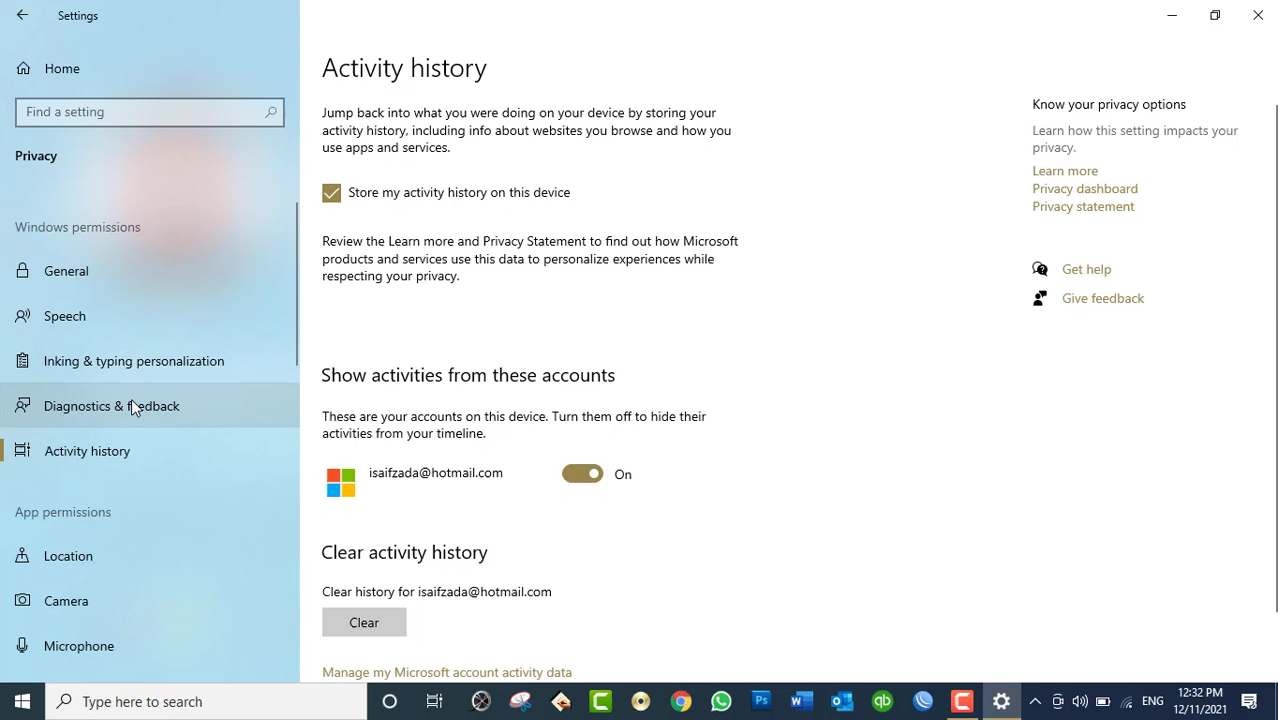 Settings
Home
Find a setting
Privacy
Windows permissions
General
Speech
Inking & typing personalization
Diagnostics & feedback
Activity history
App permissions
Location
Camera
Microphone
Activity history
Jump back into what you were doing on your device by storing your
activity history, including info about websites you browse and how you
use apps and services.
Store my activity history on this device
Review the Learn more and Privacy Statement to find out how Microsoft
products and services use this data to personalize experiences while
respecting your privacy.
Show activities from these accounts
These are your accounts on this device. Turn them off to hide their
activities from your timeline.
isaifzada@hotmail.com
On
Clear activity history
Clear history for isaifzada@hotmail.com
Clear
Manage my Microsoft account activity data
Know your privacy options
Learn how this setting impacts your
privacy.
Learn more
Privacy dashboard
Privacy statement
Get help
Give feedback
Type here to search
Ps
W
qb
C
C
ENG
12:32 PM
12/11/2021